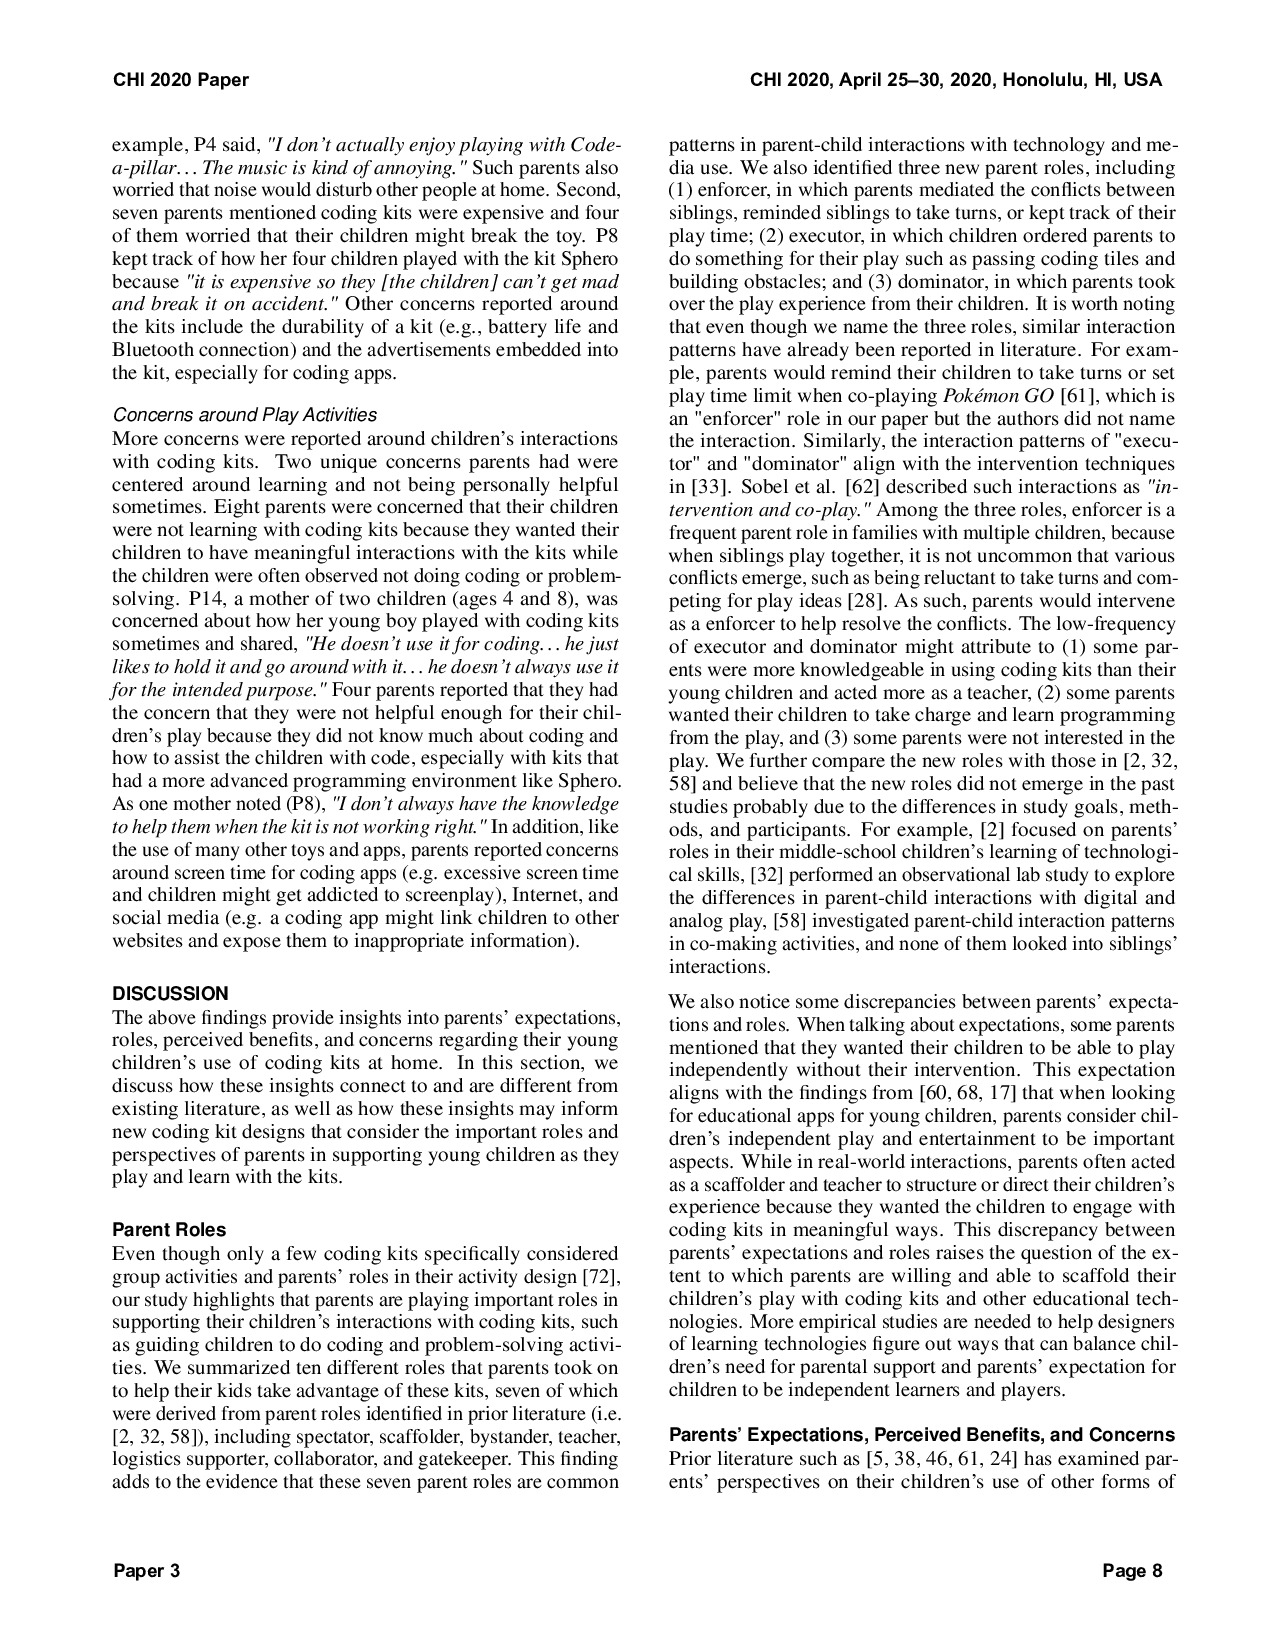 CHI 2020 Paper
CHI 2020, April 25–30, 2020, Honolulu, HI, USA
example, P4 said, "I don't actually enjoy playing with Code-
a-pillar... The music is kind of annoying." Such parents also
worried that noise would disturb other people at home. Second,
seven parents mentioned coding kits were expensive and four
of them worried that their children might break the toy. P8
kept track of how her four children played with the kit Sphero
because "it is expensive so they [the children] can't get mad
and break it on accident." Other concerns reported around
the kits include the durability of a kit (e.g., battery life and
Bluetooth connection) and the advertisements embedded into
the kit, especially for coding apps.
Concerns around Play Activities
More concerns were reported around children's interactions
with coding kits. Two unique concerns parents had were
centered around learning and not being personally helpful
sometimes. Eight parents were concerned that their children
were not learning with coding kits because they wanted their
children to have meaningful interactions with the kits while
the children were often observed not doing coding or problem-
solving. P14, a mother of two children (ages 4 and 8), was
concerned about how her young boy played with coding kits
sometimes and shared, "He doesn't use it for coding... he just
likes to hold it and go around with it... he doesn't always use it
for the intended purpose." Four parents reported that they had
the concern that they were not helpful enough for their chil-
dren's play because they did not know much about coding and
how to assist the children with code, especially with kits that
had a more advanced programming environment like Sphero.
As one mother noted (P8), "I don't always have the knowledge
to help them when the kit is not working right." In addition, like
the use of many other toys and apps, parents reported concerns
around screen time for coding apps (e.g. excessive screen time
and children might get addicted to screenplay), Internet, and
social media (e.g. a coding app might link children to other
websites and expose them to inappropriate information).
DISCUSSION
The above findings provide insights into parents' expectations,
roles, perceived benefits, and concerns regarding their young
children's use of coding kits at home. In this section, we
discuss how these insights connect to and are different from
existing literature, as well as how these insights may inform
new coding kit designs that consider the important roles and
perspectives of parents in supporting young children as they
play and learn with the kits.
Parent Roles
Even though only a few coding kits specifically considered
group activities and parents' roles in their activity design [72],
our study highlights that parents are playing important roles in
supporting their children's interactions with coding kits, such
as guiding children to do coding and problem-solving activi-
ties. We summarized ten different roles that parents took on
to help their kids take advantage of these kits, seven of which
were derived from parent roles identified in prior literature (i.e.
[2, 32, 58]), including spectator, scaffolder, bystander, teacher,
logistics supporter, collaborator, and gatekeeper. This finding
adds to the evidence that these seven parent roles are common
patterns in parent-child interactions with technology and me-
dia use. We also identified three new parent roles, including
(1) enforcer, in which parents mediated the conflicts between
siblings, reminded siblings to take turns, or kept track of their
play time; (2) executor, in which children ordered parents to
do something for their play such as passing coding tiles and
building obstacles; and (3) dominator, in which parents took
over the play experience from their children. It is worth noting
that even though we name the three roles, similar interaction
patterns have already been reported in literature. For exam-
ple, parents would remind their children to take turns or set
play time limit when co-playing Pokémon GO [61], which is
an "enforcer" role in our paper but the authors did not name
the interaction. Similarly, the interaction patterns of "execu-
tor" and "dominator" align with the intervention techniques
in [33]. Sobel et al. [62] described such interactions as "in-
tervention and co-play." Among the three roles, enforcer is a
frequent parent role in families with multiple children, because
when siblings play together, it is not uncommon that various
conflicts emerge, such as being reluctant to take turns and com-
peting for play ideas [28]. As such, parents would intervene
as a enforcer to help resolve the conflicts. The low-frequency
of executor and dominator might attribute to (1) some par-
ents were more knowledgeable in using coding kits than their
young children and acted more as a teacher, (2) some parents
wanted their children to take charge and learn programming
from the play, and (3) some parents were not interested in the
play. We further compare the new roles with those in [2, 32,
58] and believe that the new roles did not emerge in the past
studies probably due to the differences in study goals, meth-
ods, and participants. For example, [2] focused on parents'
roles in their middle-school children's learning of technologi-
cal skills, [32] performed an observational lab study to explore
the differences in parent-child interactions with digital and
analog play, [58] investigated parent-child interaction patterns
in co-making activities, and none of them looked into siblings'
interactions.
We also notice some discrepancies between parents' expecta-
tions and roles. When talking about expectations, some parents
mentioned that they wanted their children to be able to play
independently without their intervention. This expectation
aligns with the findings from [60, 68, 17] that when looking
for educational apps for young children, parents consider chil-
dren's independent play and entertainment to be important
aspects. While in real-world interactions, parents often acted
as a scaffolder and teacher to structure or direct their children's
experience because they wanted the children to engage with
coding kits in meaningful ways. This discrepancy between
parents' expectations and roles raises the question of the ex-
tent to which parents are willing and able to scaffold their
children's play with coding kits and other educational tech-
nologies. More empirical studies are needed to help designers
of learning technologies figure out ways that can balance chil-
dren's need for parental support and parents' expectation for
children to be independent learners and players.
Parents' Expectations, Perceived Benefits, and Concerns
Prior literature such as [5, 38, 46, 61, 24] has examined par-
ents' perspectives on their children's use of other forms of
Paper 3
Page 8